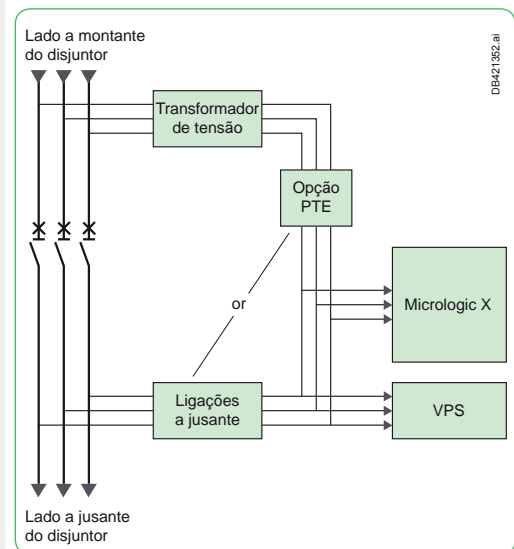 Lado a montante
do disjuntor
DB421352.ai
Transformador
de tensão
Opção
PTE
or
Micrologic X
Ligações
a jusante
VPS
Lado a jusante
do disjuntor